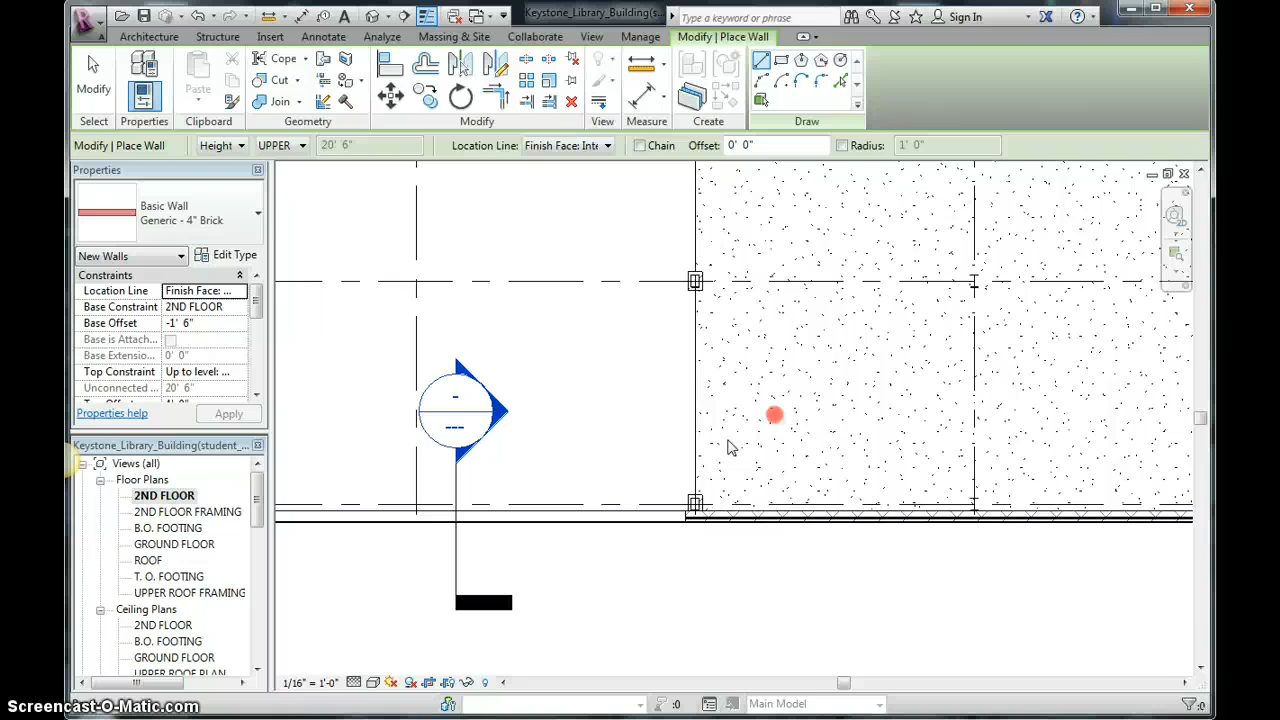 Keystone_Library_Building(s...
Type a keyword or phrase
Sign In
Architecture Structure Insert Annotate Analyze Massing & Site Collaborate View Manage Modify | Place Wall
Modify
Paste
Cope
Cut
Join
Select Properties Clipboard Geometry Modify View Measure Create Draw
Modify | Place Wall Height UPPER 20' 6" Location Line: Finish Face: Inte Chain Offset: 0' 0" Radius: 1' 0"
Properties
Basic Wall
Generic - 4" Brick
New Walls Edit Type
Constraints
Location Line Finish Face: ...
Base Constraint 2ND FLOOR
Base Offset -1' 6"
Base is Attach...
Base Extensio... 0' 0"
Top Constraint Up to level: ...
Unconnected ... 20' 6"
Properties help Apply
Keystone_Library_Building(student_...
Views (all)
Floor Plans
2ND FLOOR
2ND FLOOR FRAMING
B.O. FOOTING
GROUND FLOOR
ROOF
T. O. FOOTING
UPPER ROOF FRAMING
Ceiling Plans
2ND FLOOR
B.O. FOOTING
GROUND FLOOR
UPPER ROOF PLAN
-
---
2D
1/16" = 1'-0"
:0 Main Model :0
Screencast-O-Matic.com